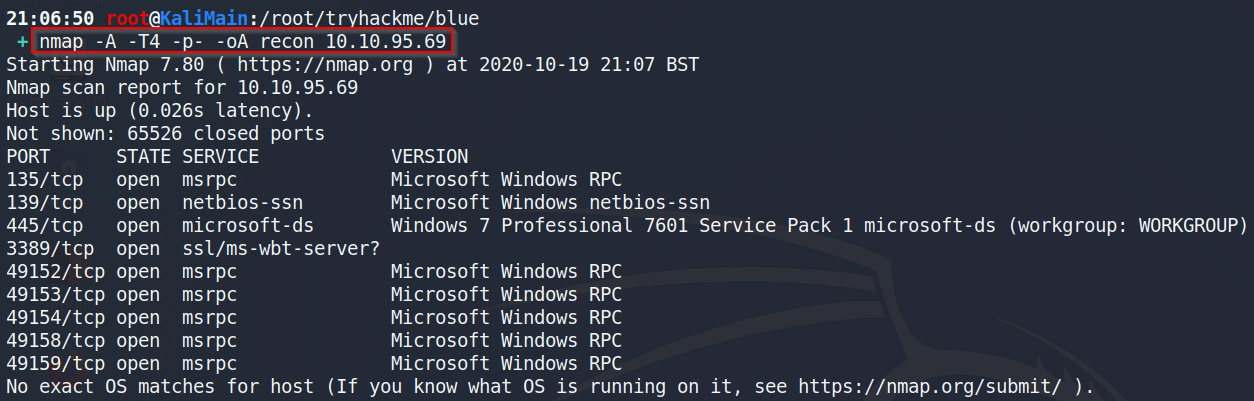 21:06:50 root@KaliMain:/root/tryhackme/blue
+ nmap -A -T4 -p- -oA recon 10.10.95.69
Starting Nmap 7.80 ( https://nmap.org ) at 2020-10-19 21:07 BST
Nmap scan report for 10.10.95.69
Host is up (0.026s latency).
Not shown: 65526 closed ports
PORT      STATE SERVICE            VERSION
135/tcp   open  msrpc              Microsoft Windows RPC
139/tcp   open  netbios-ssn        Microsoft Windows netbios-ssn
445/tcp   open  microsoft-ds       Windows 7 Professional 7601 Service Pack 1 microsoft-ds (workgroup: WORKGROUP)
3389/tcp  open  ssl/ms-wbt-server?
49152/tcp open  msrpc              Microsoft Windows RPC
49153/tcp open  msrpc              Microsoft Windows RPC
49154/tcp open  msrpc              Microsoft Windows RPC
49158/tcp open  msrpc              Microsoft Windows RPC
49159/tcp open  msrpc              Microsoft Windows RPC
No exact OS matches for host (If you know what OS is running on it, see https://nmap.org/submit/ ).